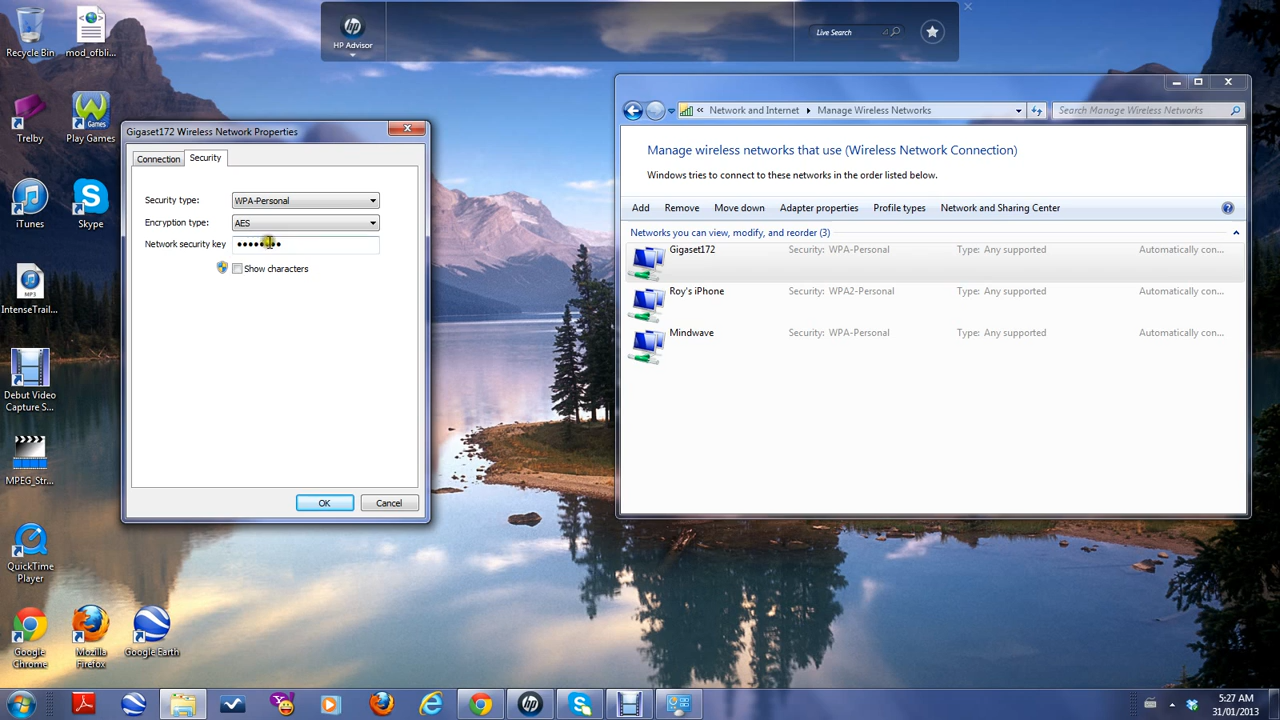 Recycle Bin
mod_ofbli...
Trelby
Play Games
iTunes
Skype
MP3
IntenseTrail...
Debut Video
Capture S...
MPEG_Str...
QuickTime
Player
Google
Chrome
Mozilla
Firefox
Google Earth
HP Advisor
Live Search
Gigaset172 Wireless Network Properties
Connection
Security
Security type:
WPA-Personal
Encryption type:
AES
Network security key
Show characters
OK
Cancel
« Network and Internet Manage Wireless Networks
Search Manage Wireless Networks
Manage wireless networks that use (Wireless Network Connection)
Windows tries to connect to these networks in the order listed below.
Add Remove Move down Adapter properties Profile types Network and Sharing Center
Networks you can view, modify, and reorder (3)
Gigaset172 Security: WPA-Personal Type: Any supported Automatically con...
Roy's iPhone Security: WPA2-Personal Type: Any supported Automatically con...
Mindwave Security: WPA-Personal Type: Any supported Automatically con...
5:27 AM
31/01/2013